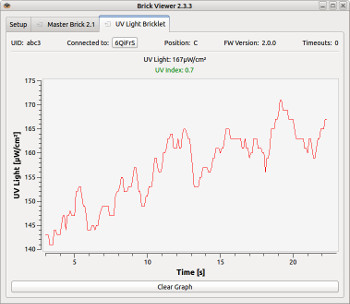 Brick Viewer 2.3.3
Setup Master Brick 2.1 UV Light Bricklet
UID: abc3 Connected to: 6QiFrS Position: C FW Version: 2.0.0 Timeouts: 0
UV Light: 167µW/cm²
UV Index: 0.7
175
170
165
160
155
150
145
140
UV Light [µW/cm²]
5 10 15 20
Time [s]
Clear Graph